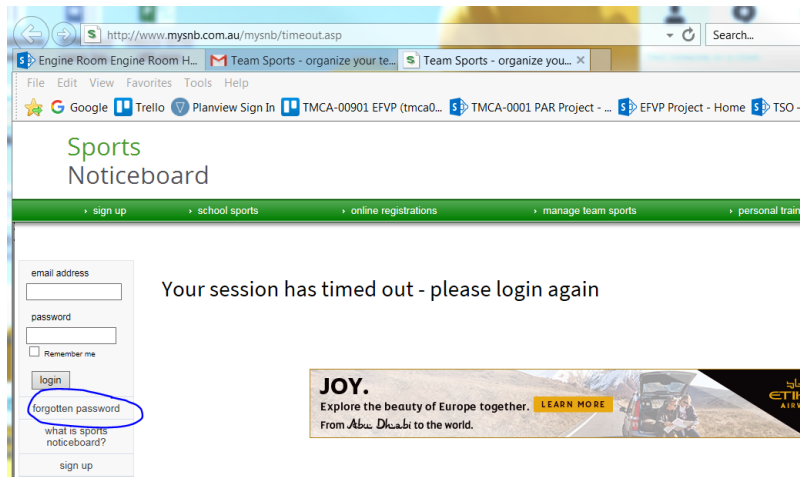 http://www.mysnb.com.au/mysnb/timeout.asp
Search...
Engine Room Engine Room H...
Team Sports - organize your te...
Team Sports - organize you...
File Edit View Favorites Tools Help
Google Trello Planview Sign In TMCA-00901 EFVP (tmca0... TMCA-0001 PAR Project - ... EFVP Project - Home TSO -
Sports
Noticeboard
sign up school sports online registrations manage team sports personal train
email address
Your session has timed out - please login again
password
Remember me
login
JOY.
Explore the beauty of Europe together. LEARN MORE
From Abu Dhabi to the world.
ETIH
AIRW
forgotten password
what is sports
noticeboard?
sign up